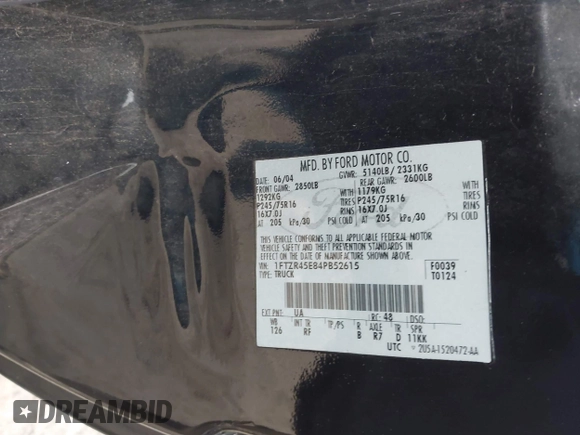 MFD. BY FORD MOTOR CO.
DATE: 06/04 GVWR: 5140LB/ 2331KG
FRONT GAWR: 2850LB REAR GAWR: 2600LB
1292KG WITH 1179KG WITH
P245/75R16 TIRES P245/75R16 TIRES
16X7.0J RIMS 16X7.0J RIMS
AT 205 kPa/30 PSI COLD AT 205 kPa/30 PSI COLD
THIS VEHICLE CONFORMS TO ALL APPLICABLE FEDERAL MOTOR
VEHICLE SAFETY AND THEFT PREVENTION STANDARDS IN
EFFECT ON THE DATE OF MANUFACTURE SHOWN ABOVE.
VIN: 1FTZR45E84PB52615 F0039
TYPE: TRUCK T0124
EXT PNT: UA RC: 48 DSO:
WB INT TR TP/PS R AXLE TR SPR
126 RF B R7 D 11KK
UTC 2U5A-1520472-AA
Ford
DREAMBID